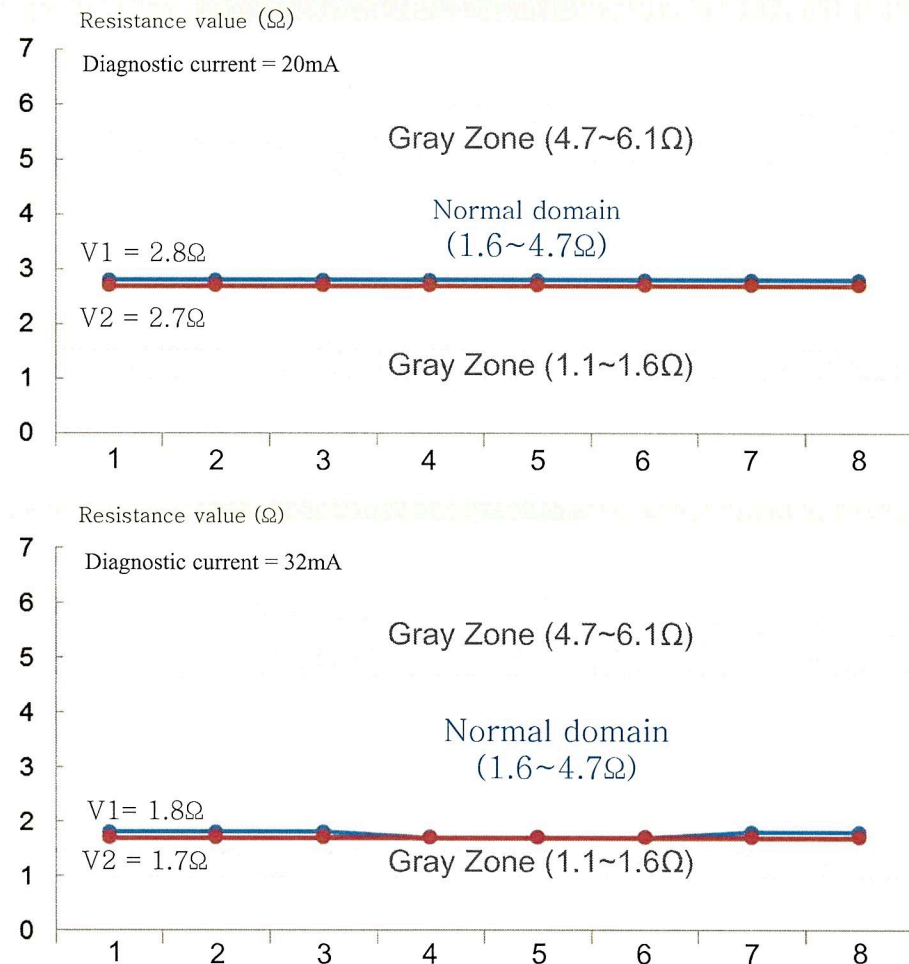 Resistance value (Ω)
7
Diagnostic current = 20mA
6
Gray Zone (4.7~6.1Ω)
5
4
Normal domain
(1.6~4.7Ω)
V1 = 2.8Ω
3
V2 = 2.7Ω
2
Gray Zone (1.1~1.6Ω)
1
0
1 2 3 4 5 6 7 8
Resistance value (Ω)
7
Diagnostic current = 32mA
6
Gray Zone (4.7~6.1Ω)
5
4
Normal domain
(1.6~4.7Ω)
3
V1= 1.8Ω
2
V2 = 1.7Ω
Gray Zone (1.1~1.6Ω)
1
0
1 2 3 4 5 6 7 8